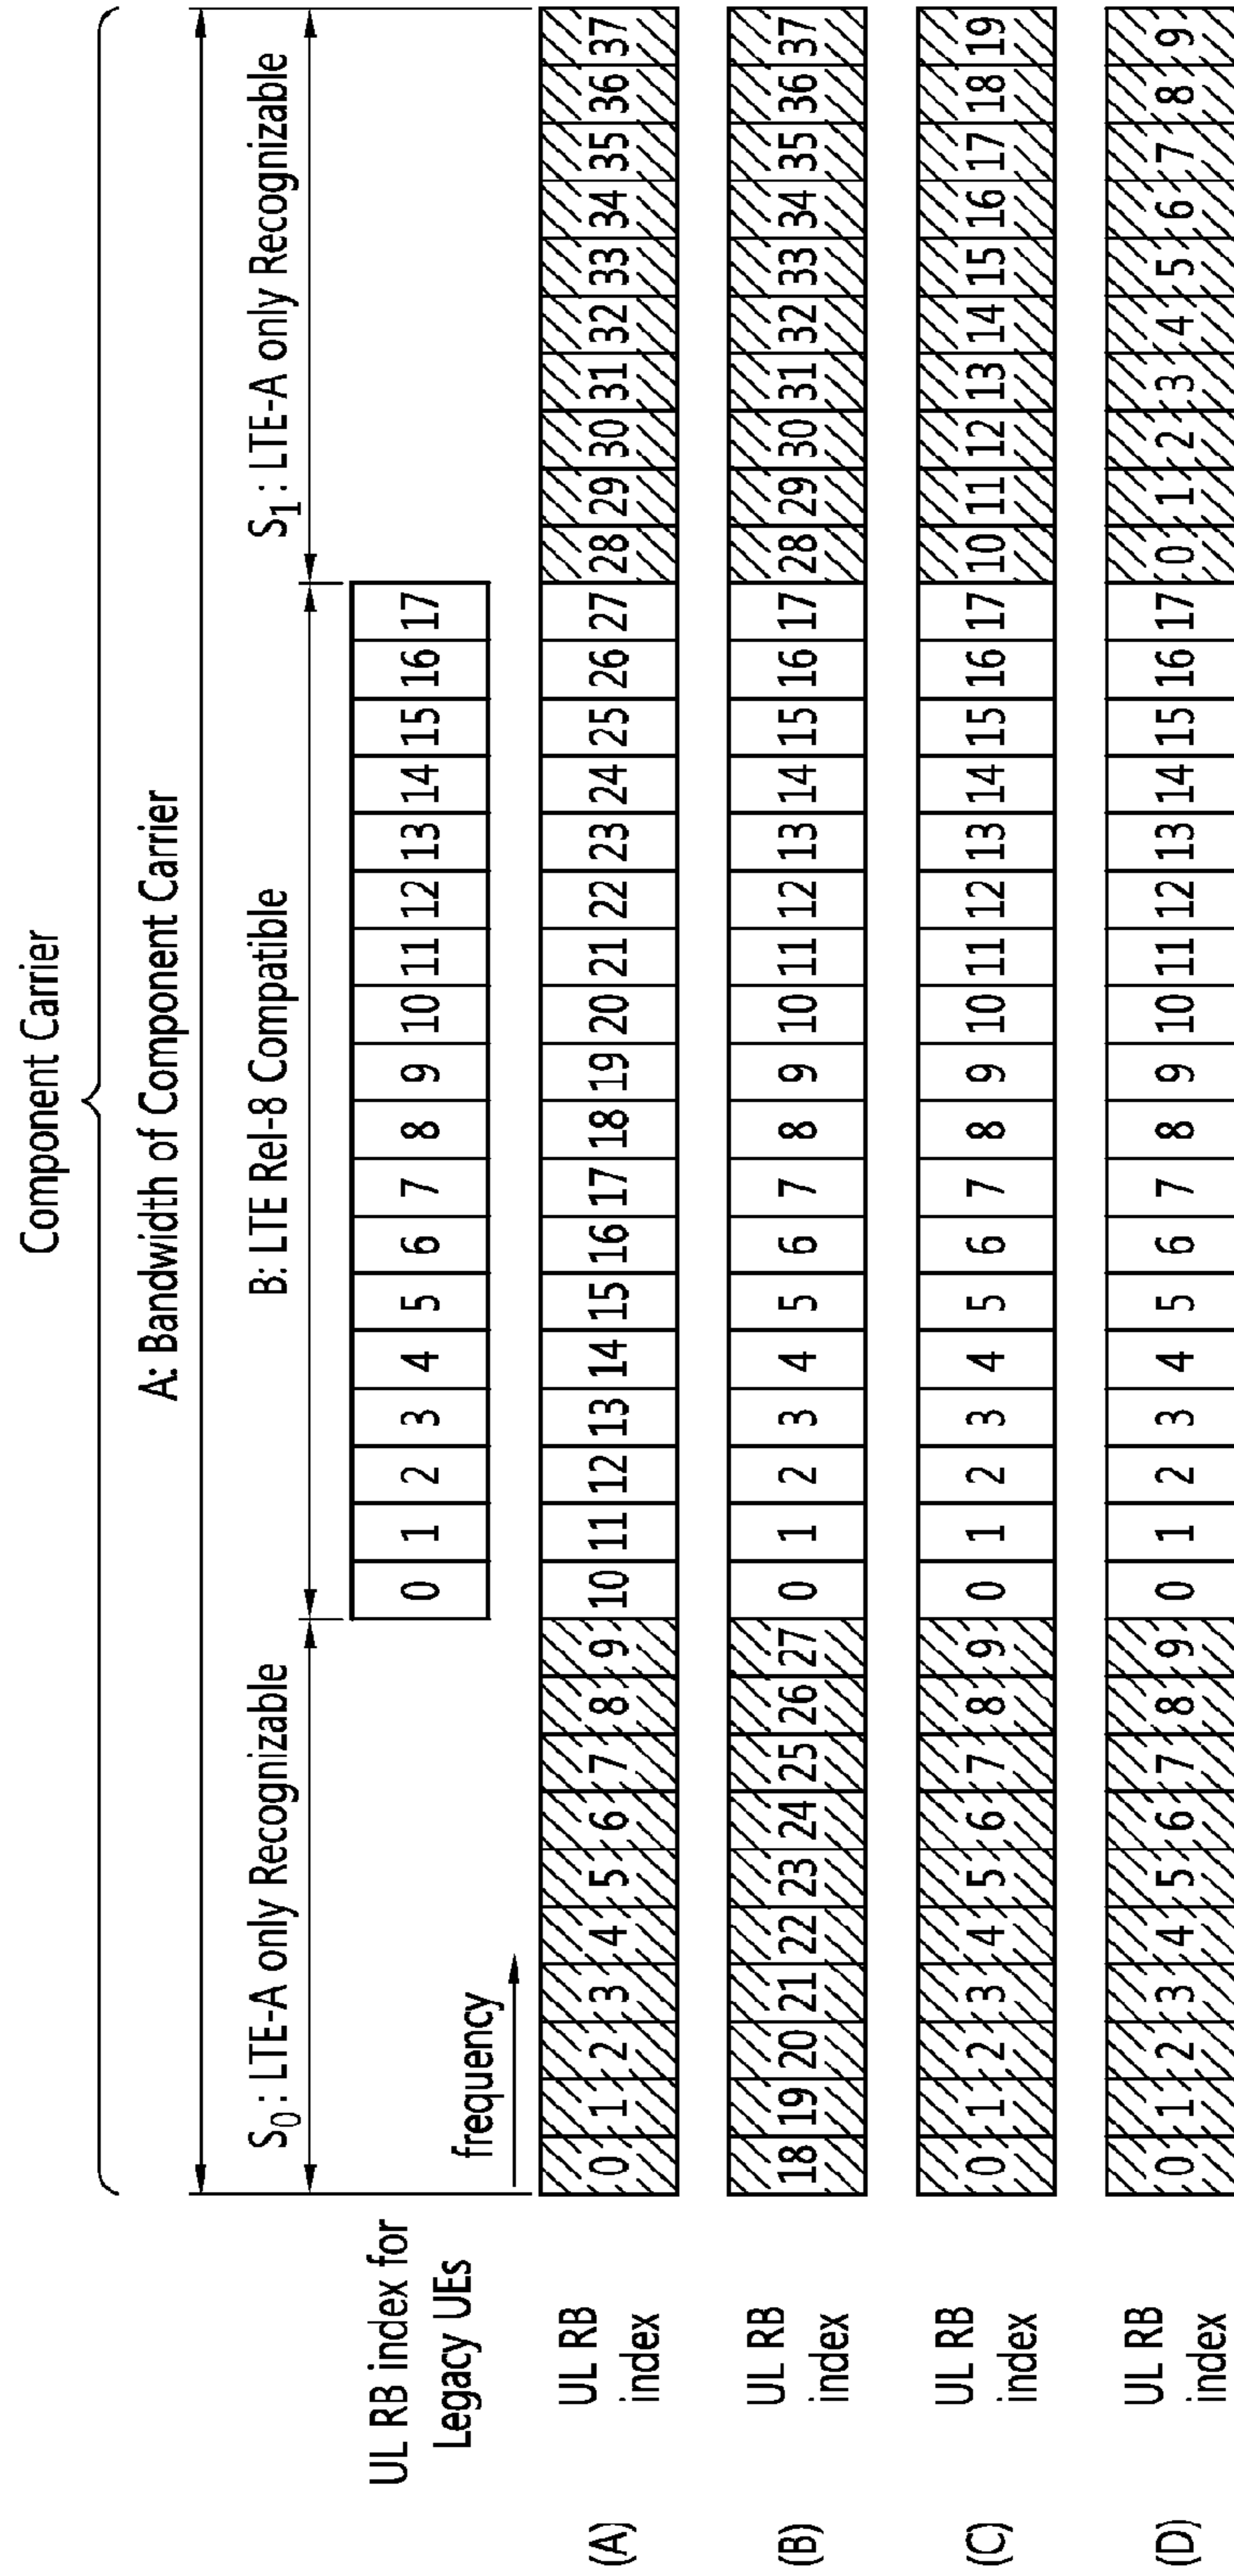 Component Carrier
A: Bandwidth of Component Carrier
S0 : LTE-A only Recognizable
B: LTE Rel-8 Compatible
S1 : LTE-A only Recognizable
UL RB index for
Legacy UEs
0 1 2 3 4 5 6 7 8 9 10 11 12 13 14 15 16 17
frequency
(A)
UL RB
index
0 1 2 3 4 5 6 7 8 9 10 11 12 13 14 15 16 17 18 19 20 21 22 23 24 25 26 27 28 29 30 31 32 33 34 35 36 37
(B)
UL RB
index
18 19 20 21 22 23 24 25 26 27 0 1 2 3 4 5 6 7 8 9 10 11 12 13 14 15 16 17 28 29 30 31 32 33 34 35 36 37
(C)
UL RB
index
0 1 2 3 4 5 6 7 8 9 0 1 2 3 4 5 6 7 8 9 10 11 12 13 14 15 16 17 10 11 12 13 14 15 16 17 18 19
(D)
UL RB
index
0 1 2 3 4 5 6 7 8 9 0 1 2 3 4 5 6 7 8 9 10 11 12 13 14 15 16 17 0 1 2 3 4 5 6 7 8 9